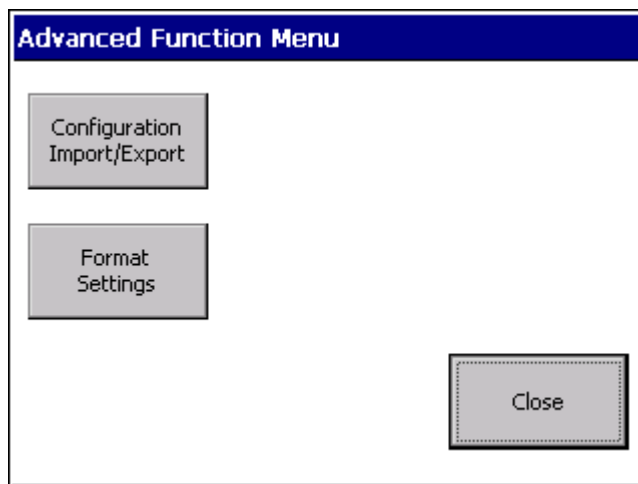 Advanced Function Menu
Configuration
Import/Export
Format
Settings
Close